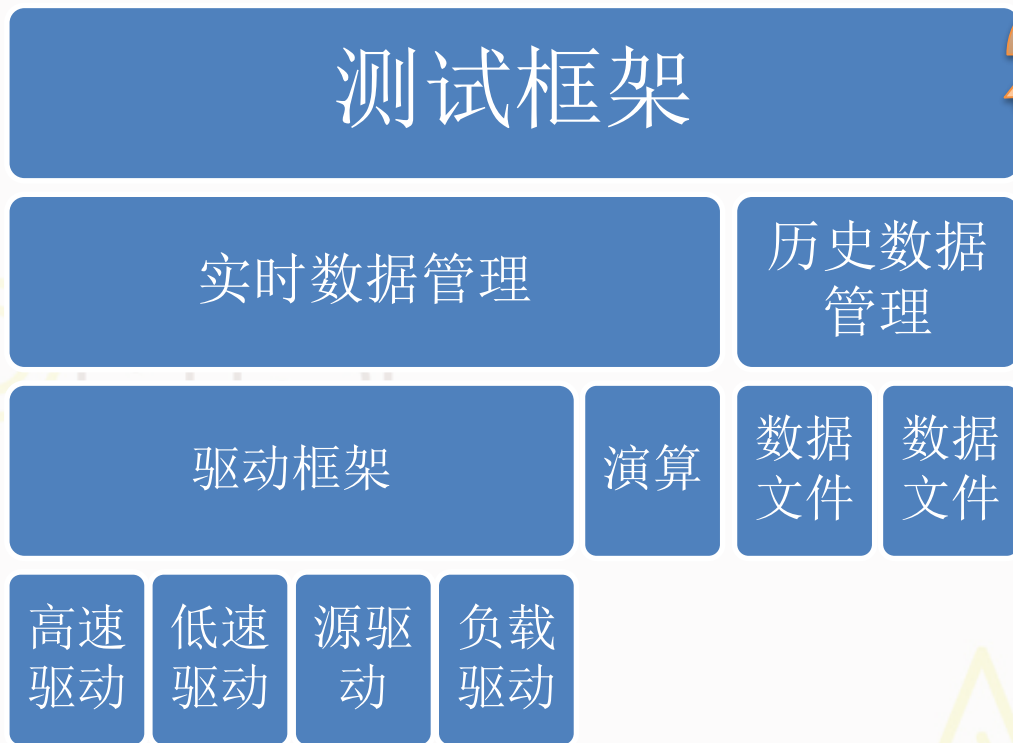 测试框架
实时数据管理
历史数据
管理
驱动框架
演算
数据
文件
数据
文件
高速
驱动
低速
驱动
源驱
动
负载
驱动